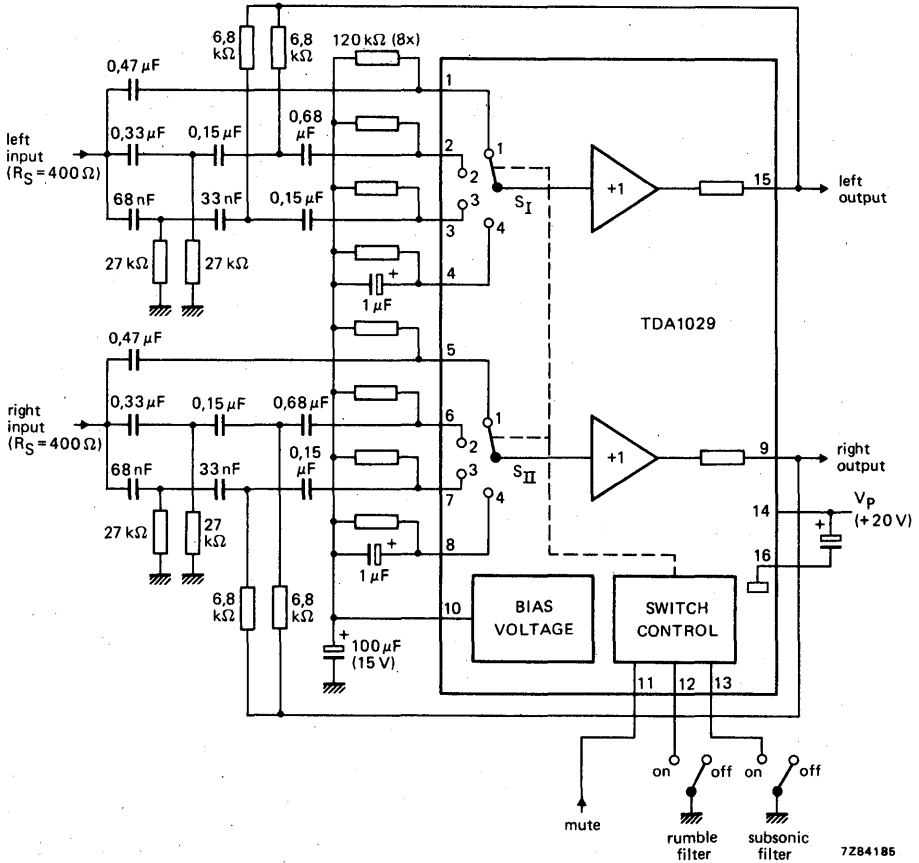 6,8 kΩ
6,8 kΩ
120 kΩ (8x)
0,47 µF
1
left input (RS = 400 Ω)
0,33 µF
0,15 µF
0,68 µF
2
1
2
3
4
SI
+1
15
left output
68 nF
33 nF
0,15 µF
3
27 kΩ
27 kΩ
4
+
1 µF
TDA1029
0,47 µF
5
right input (RS = 400 Ω)
0,33 µF
0,15 µF
0,68 µF
6
1
2
3
4
SII
+1
9
right output
68 nF
33 nF
0,15 µF
7
27 kΩ
27 kΩ
8
+
1 µF
14
VP (+ 20 V)
+
16
6,8 kΩ
6,8 kΩ
10
BIAS VOLTAGE
SWITCH CONTROL
+
100 µF (15 V)
11
12
13
on
off
on
off
mute
rumble filter
subsonic filter
7Z84185